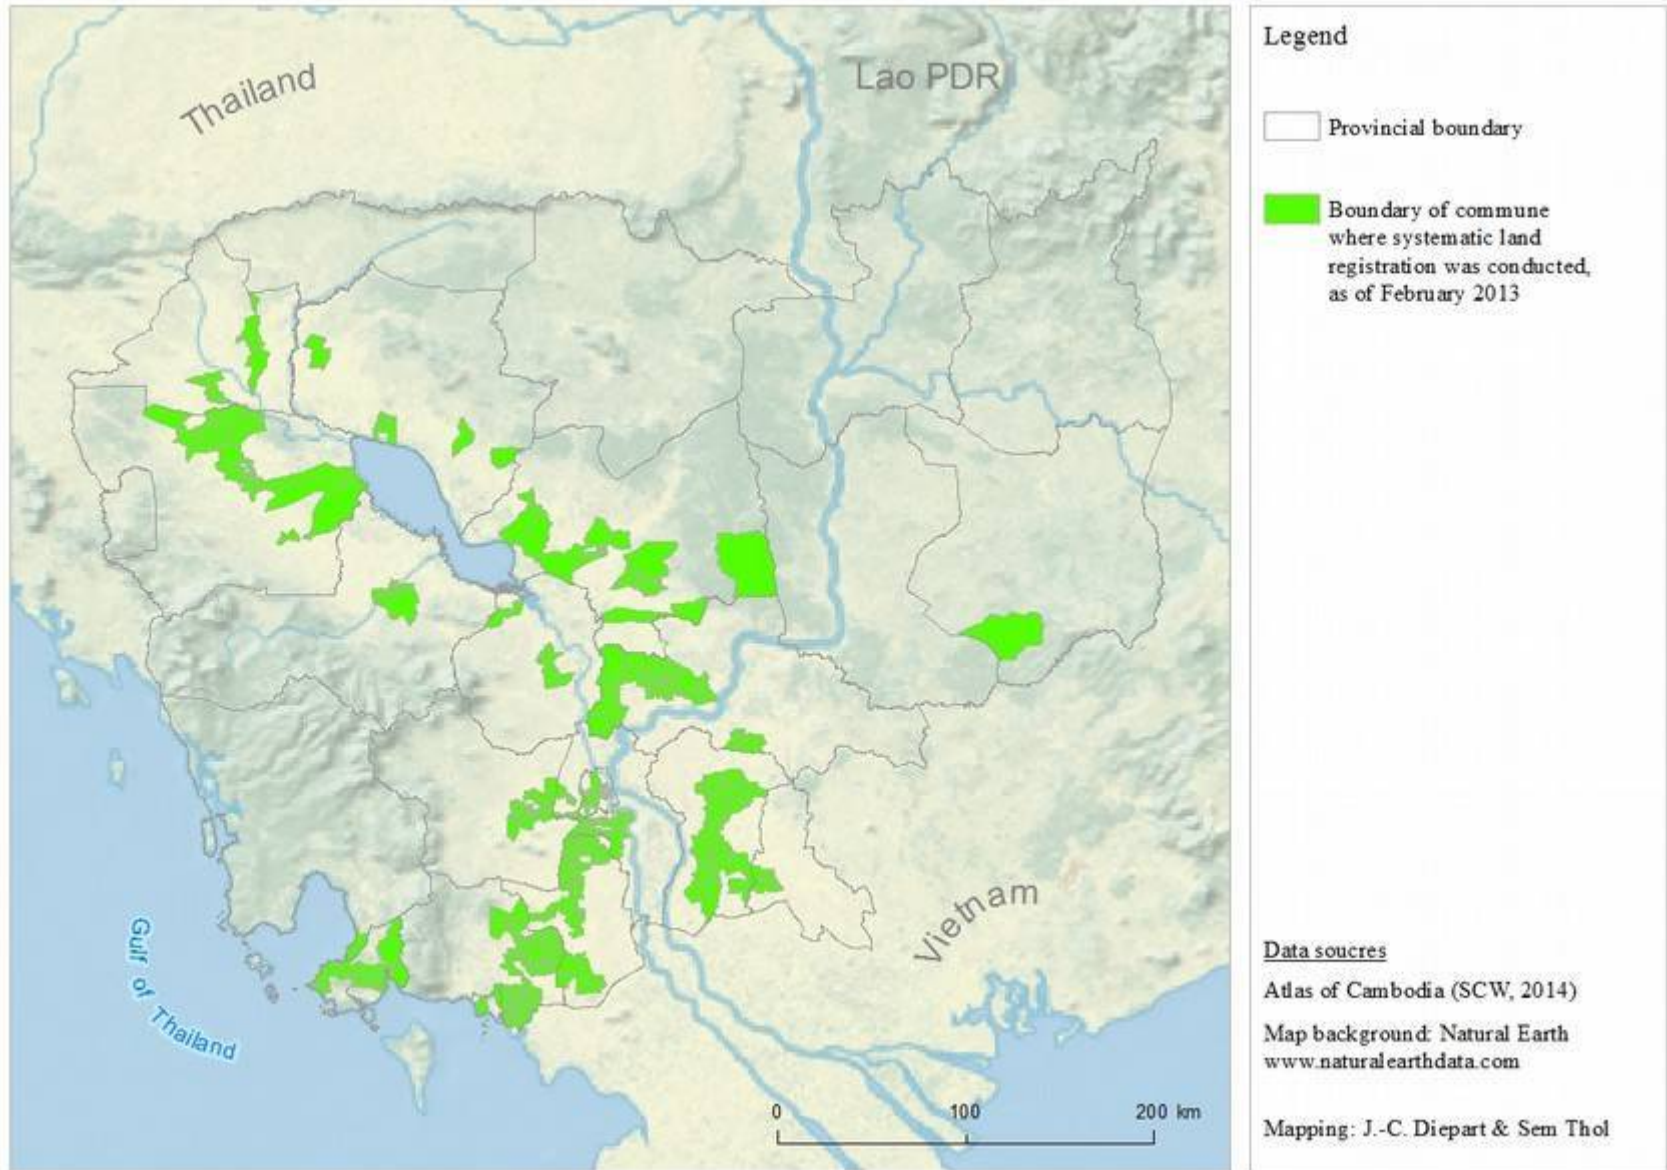 Thailand
Lao PDR
Vietnam
Gulf of Thailand
0 100 200 km
Legend
Provincial boundary
Boundary of commune
where systematic land
registration was conducted,
as of February 2013
Data soucres
Atlas of Cambodia (SCW, 2014)
Map background: Natural Earth
www.naturalearthdata.com
Mapping: J.-C. Diepart & Sem Thol